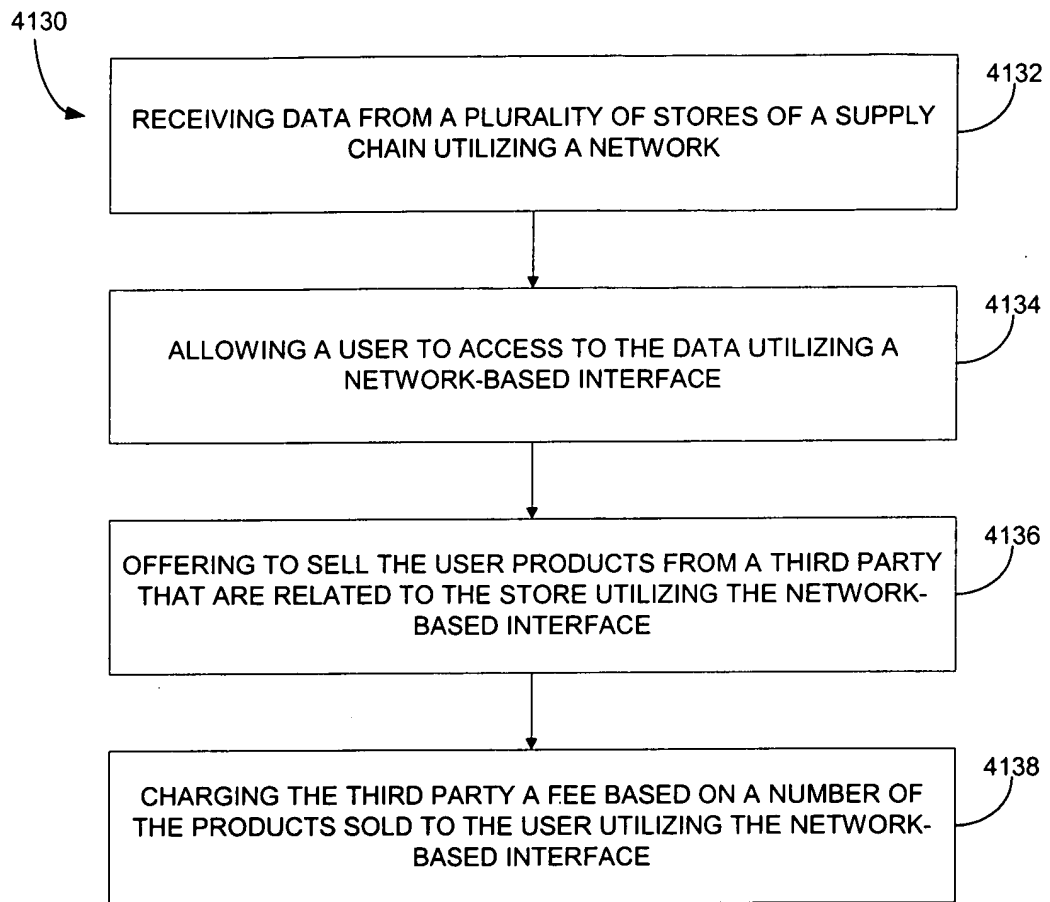 4130
4132
RECEIVING DATA FROM A PLURALITY OF STORES OF A SUPPLY
CHAIN UTILIZING A NETWORK
4134
ALLOWING A USER TO ACCESS TO THE DATA UTILIZING A
NETWORK-BASED INTERFACE
4136
OFFERING TO SELL THE USER PRODUCTS FROM A THIRD PARTY
THAT ARE RELATED TO THE STORE UTILIZING THE NETWORK-
BASED INTERFACE
4138
CHARGING THE THIRD PARTY A FEE BASED ON A NUMBER OF
THE PRODUCTS SOLD TO THE USER UTILIZING THE NETWORK-
BASED INTERFACE